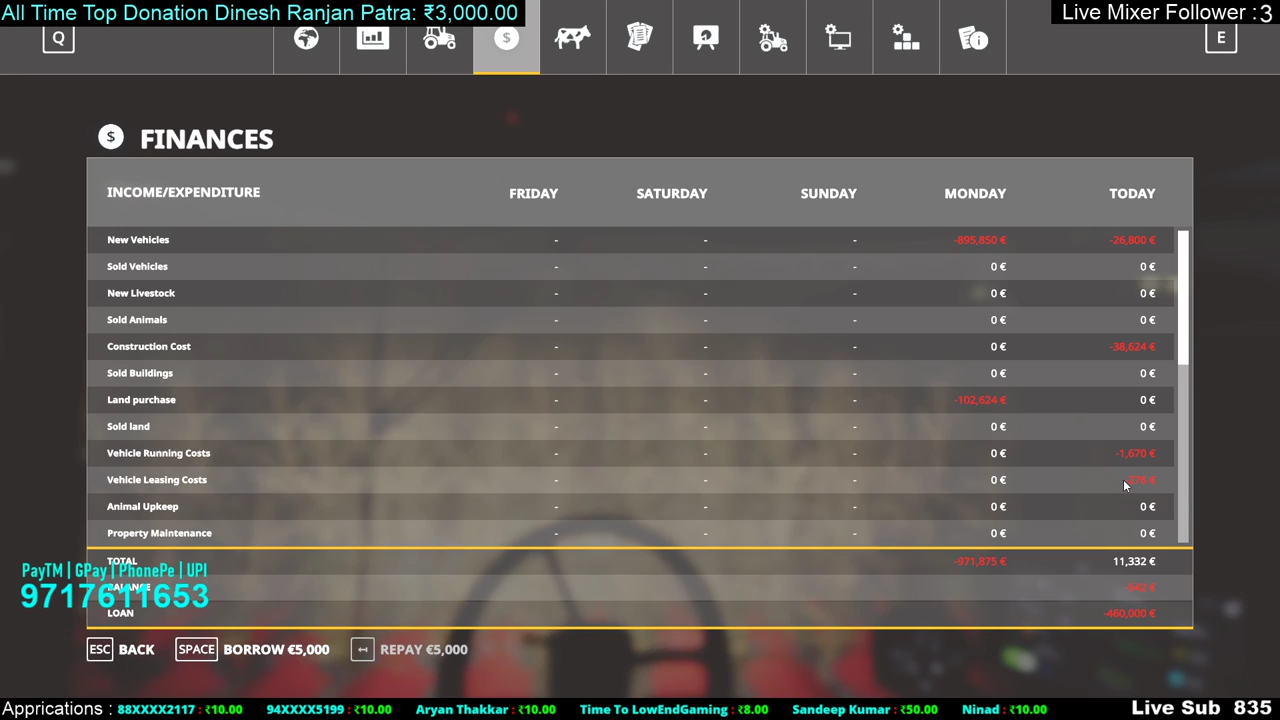 All Time Top Donation Dinesh Ranjan Patra: ₹3,000.00
Live Mixer Follower : 3
Q
E
$ FINANCES
INCOME/EXPENDITURE FRIDAY SATURDAY SUNDAY MONDAY TODAY
New Vehicles - - - -895,850 € -26,800 €
Sold Vehicles - - - 0 € 0 €
New Livestock - - - 0 € 0 €
Sold Animals - - - 0 € 0 €
Construction Cost - - - 0 € -38,624 €
Sold Buildings - - - 0 € 0 €
Land purchase - - - -102,624 € 0 €
Sold land - - - 0 € 0 €
Vehicle Running Costs - - - 0 € -1,670 €
Vehicle Leasing Costs - - - 0 €
Animal Upkeep - - - 0 € 0 €
Property Maintenance - - - 0 € 0 €
TOTAL -971,875 € 11,332 €
BALANCE
LOAN -460,000 €
PayTM | GPay | PhonePe | UPI
9717611653
ESC BACK SPACE BORROW €5,000 ↤ REPAY €5,000
Apprications : 88XXXX2117 : ₹10.00 94XXXX5199 : ₹10.00 Aryan Thakkar : ₹10.00 Time To LowEndGaming : ₹8.00 Sandeep Kumar : ₹50.00 Ninad : ₹10.00
Live Sub 835